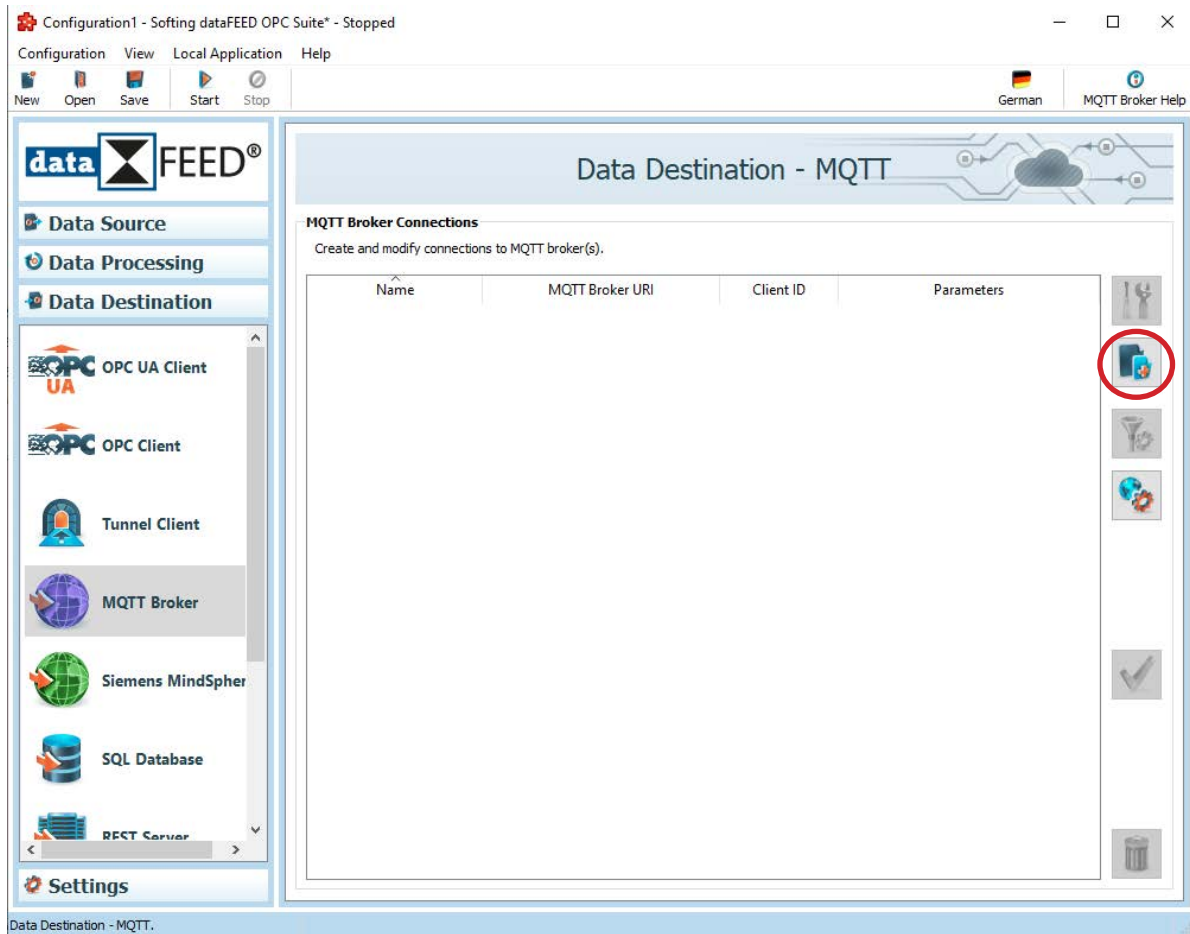 Configuration1 - Softing dataFEED OPC Suite* - Stopped
Configuration View Local Application Help
New Open Save Start Stop German MQTT Broker Help
data FEED®
Data Destination - MQTT
Data Source
Data Processing
Data Destination
MQTT Broker Connections
Create and modify connections to MQTT broker(s).
Name MQTT Broker URI Client ID Parameters
OPC UA Client
OPC Client
Tunnel Client
MQTT Broker
Siemens MindSpher
SQL Database
REST Server
Settings
Data Destination - MQTT.